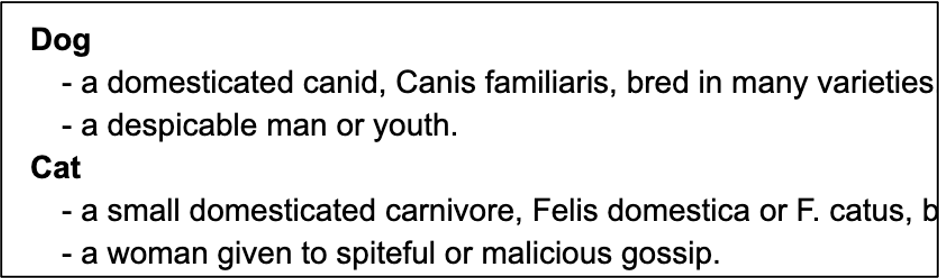 Dog
- a domesticated canid, Canis familiaris, bred in many varieties
- a despicable man or youth.
Cat
- a small domesticated carnivore, Felis domestica or F. catus, b
- a woman given to spiteful or malicious gossip.